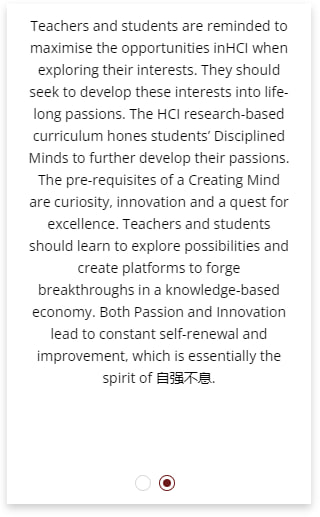 Teachers and students are reminded to
maximise the opportunities inHCI when
exploring their interests. They should
seek to develop these interests into life-
long passions. The HCI research-based
curriculum hones students’ Disciplined
Minds to further develop their passions.
The pre-requisites of a Creating Mind
are curiosity, innovation and a quest for
excellence. Teachers and students
should learn to explore possibilities and
create platforms to forge
breakthroughs in a knowledge-based
economy. Both Passion and Innovation
lead to constant self-renewal and
improvement, which is essentially the
spirit of 自强不息.